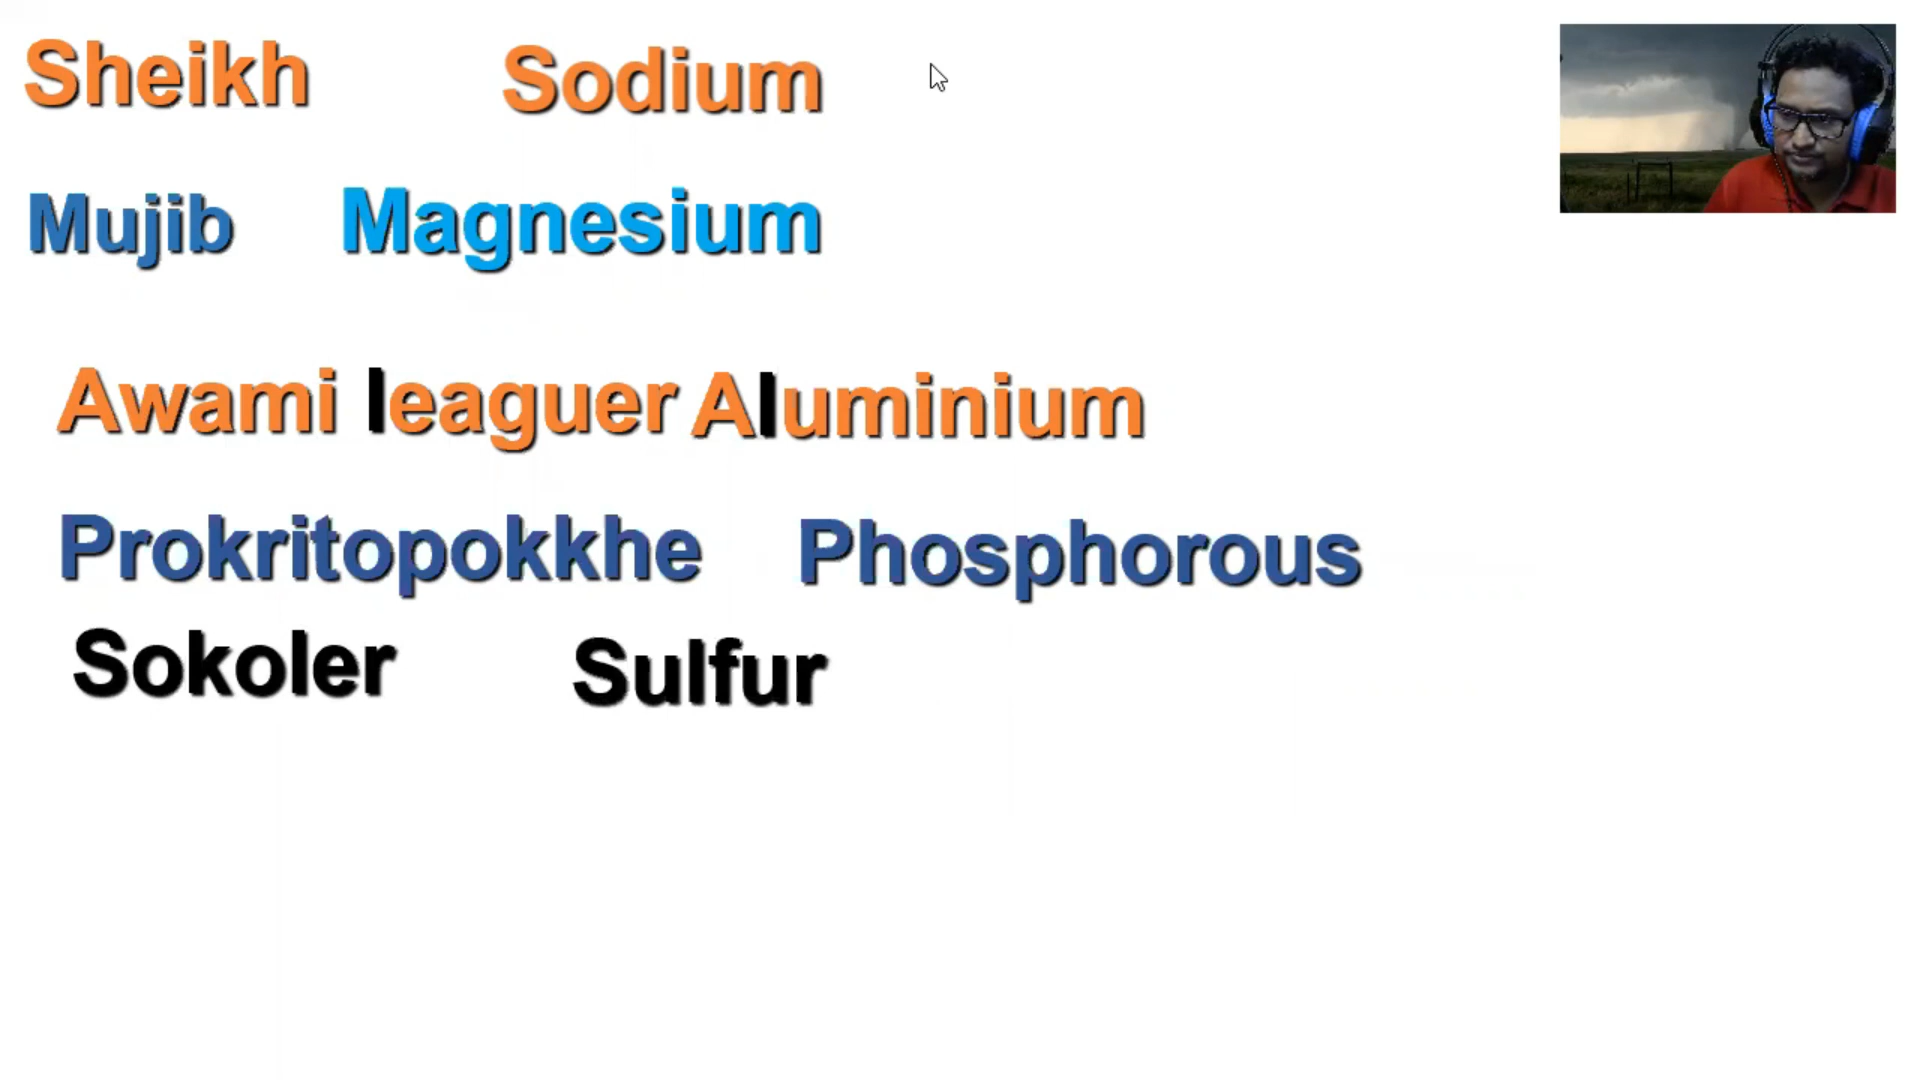 Sheikh Sodium
Mujib Magnesium
Awami leaguer Aluminium
Prokritopokkhe Phosphorous
Sokoler Sulfur